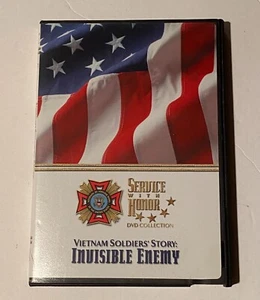 SERVICE
WITH
HONOR
DVD COLLECTION
VIETNAM SOLDIERS' STORY:
INVISIBLE ENEMY